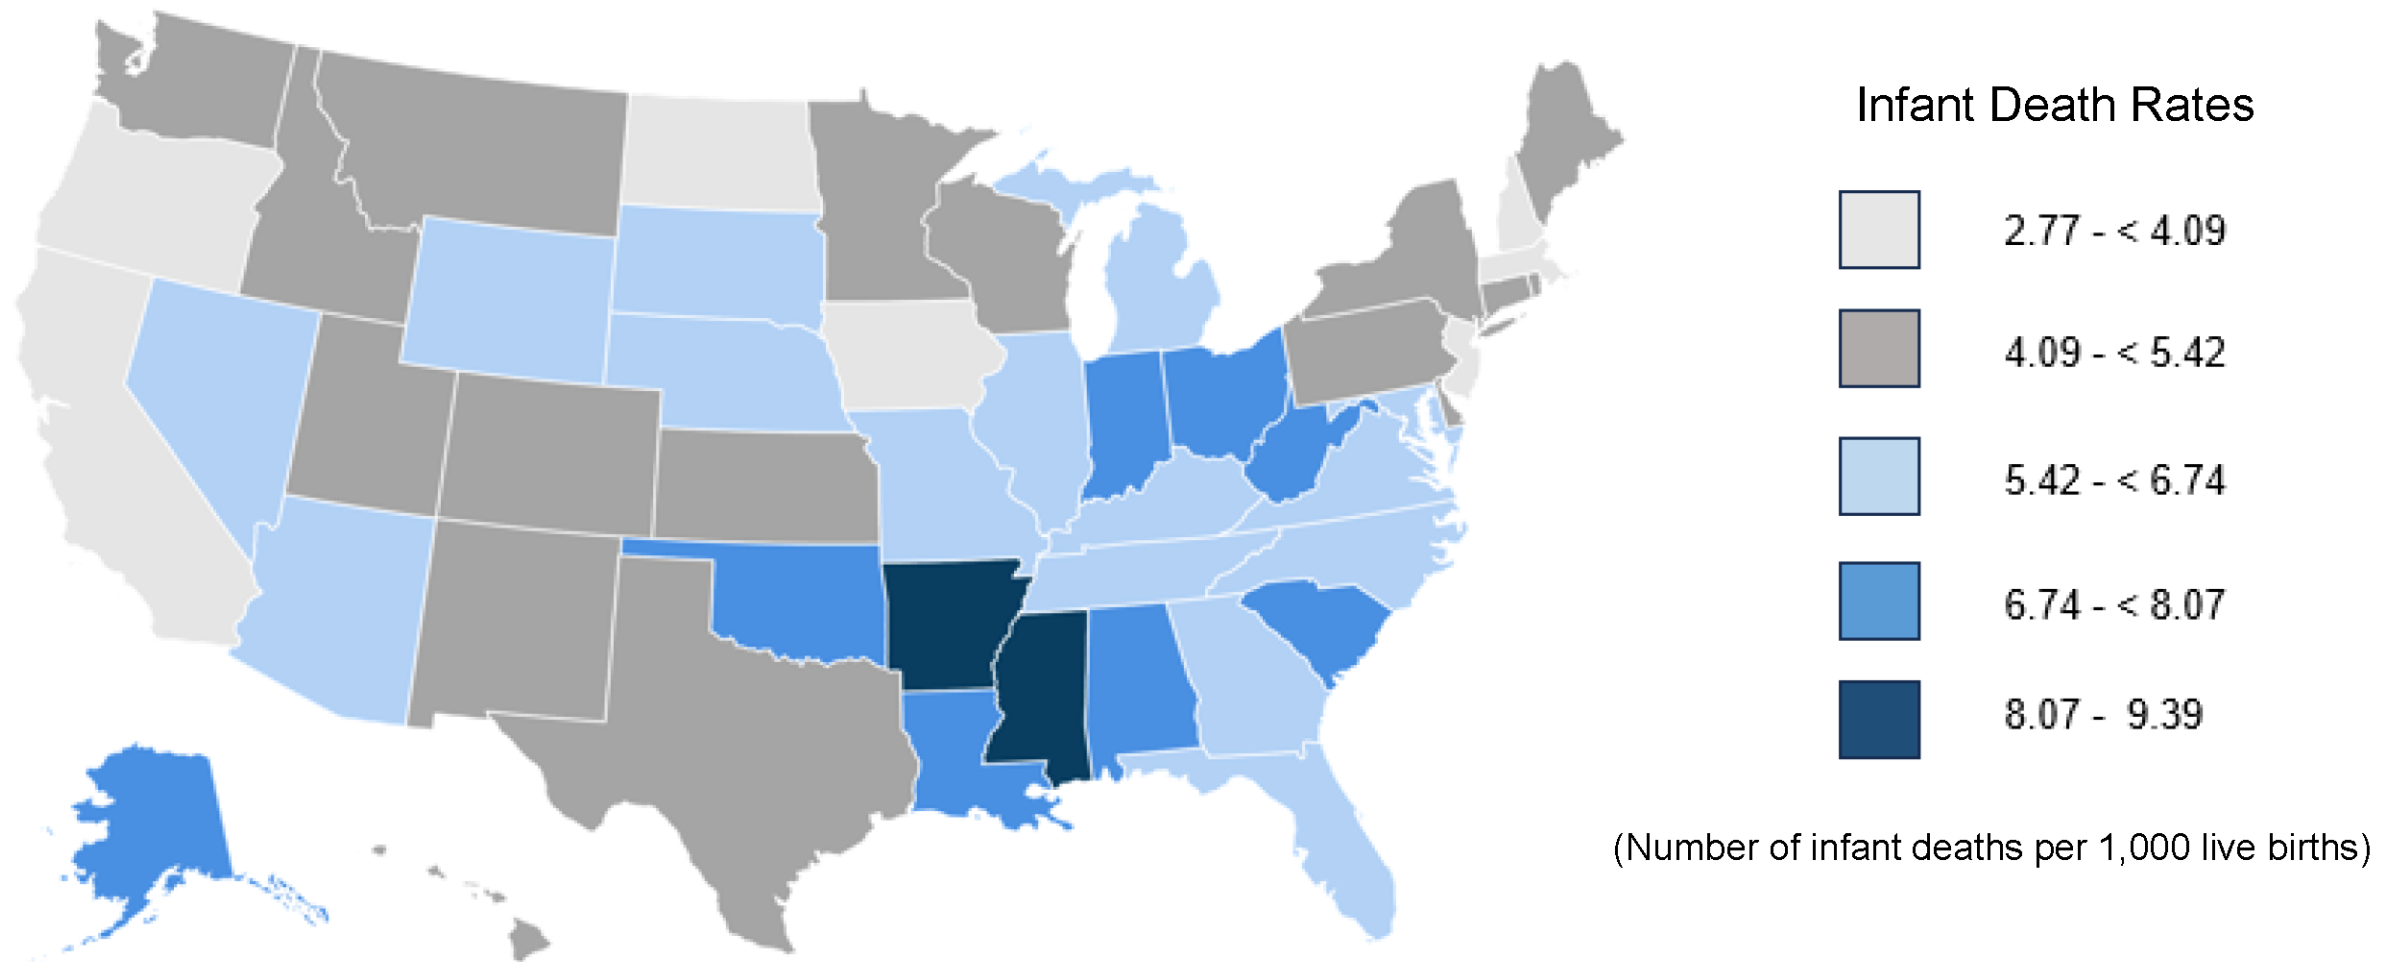 Infant Death Rates
2.77 - < 4.09
4.09 - < 5.42
5.42 - < 6.74
6.74 - < 8.07
8.07 - 9.39
(Number of infant deaths per 1,000 live births)